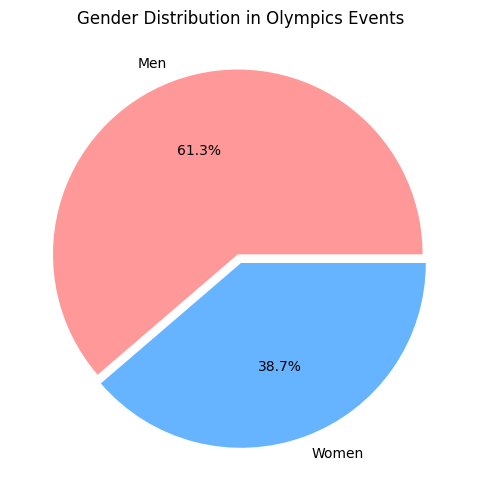 Gender Distribution in Olympics Events
Men
61.3%
38.7%
Women